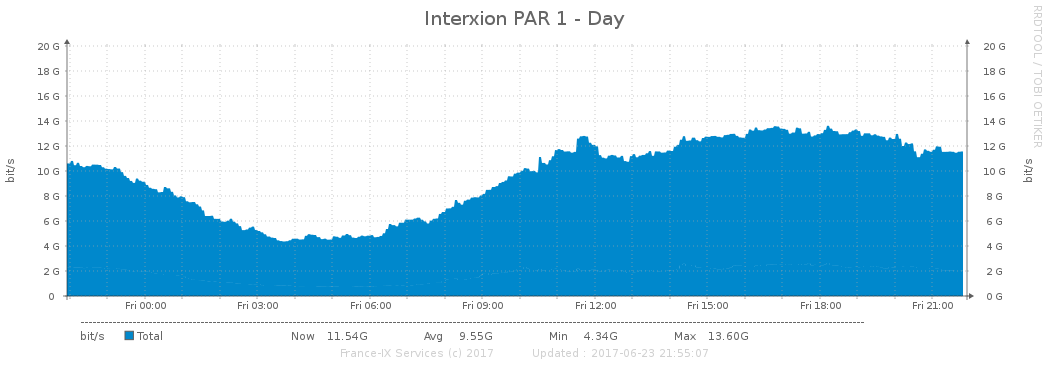 Interxion PAR 1 - Day
RRDTOOL / TOBI OETIKER
20 G 20 G
18 G 18 G
16 G 16 G
14 G 14 G
12 G 12 G
10 G 10 G
8 G 8 G
6 G 6 G
4 G 4 G
2 G 2 G
0 0 G
bit/s bit/s
Fri 00:00 Fri 03:00 Fri 06:00 Fri 09:00 Fri 12:00 Fri 15:00 Fri 18:00 Fri 21:00
bit/s Total Now 11.54G Avg 9.55G Min 4.34G Max 13.60G
France-IX Services (c) 2017 Updated : 2017-06-23 21:55:07